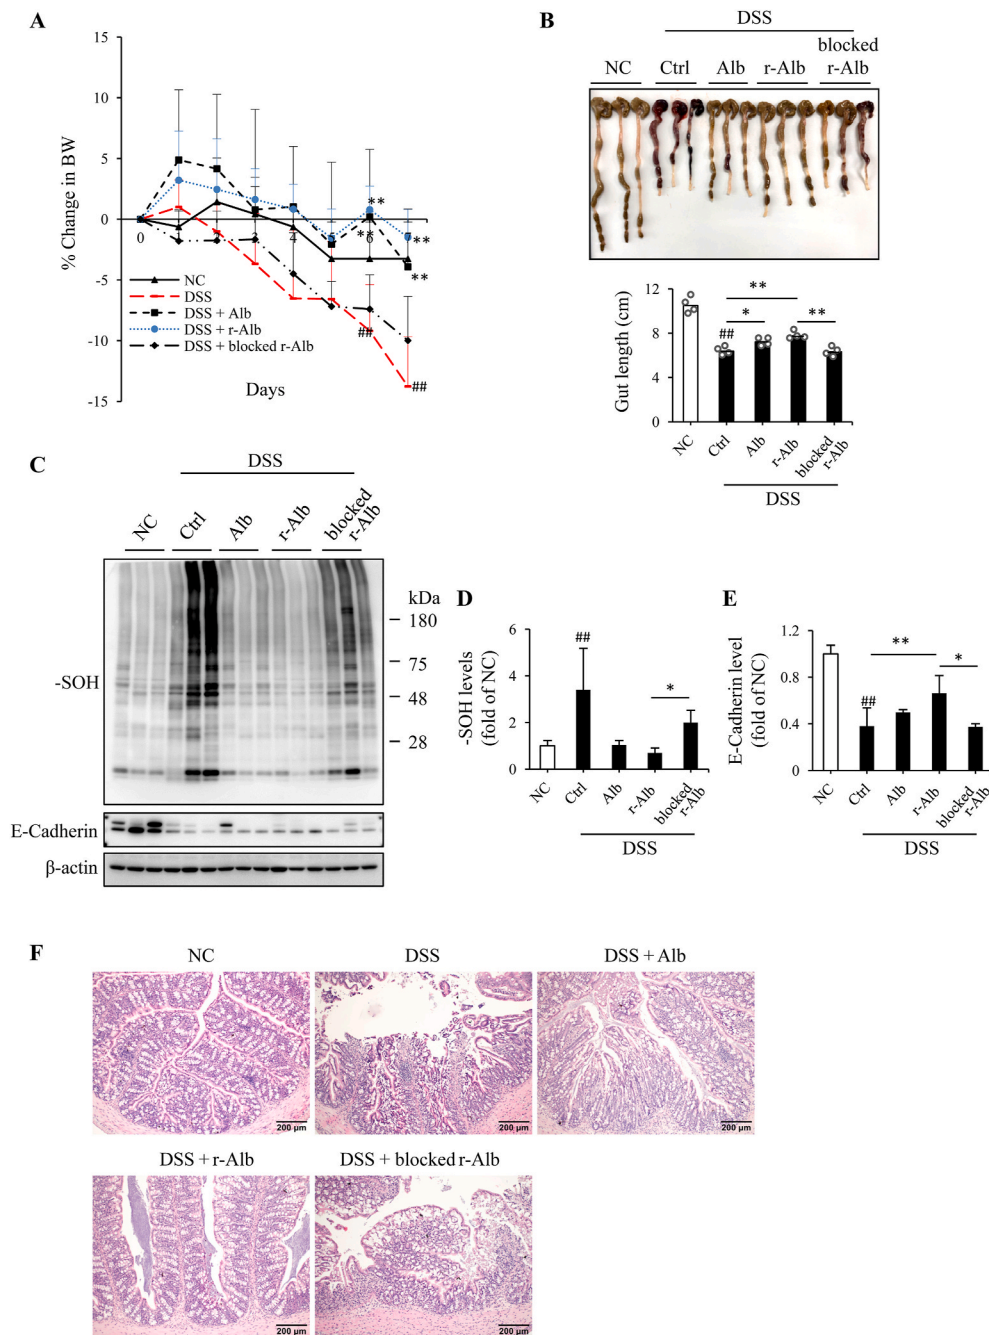 A
15
10
5
0
-5
-10
-15
% Change in BW
0
4
6
**
**
**
**
##
##
NC
DSS
DSS + Alb
DSS + r-Alb
DSS + blocked r-Alb
Days
B
DSS
NC
Ctrl
Alb
r-Alb
blocked
r-Alb
12
9
6
3
0
Gut length (cm)
##
*
**
**
NC
Ctrl
Alb
r-Alb
blocked
r-Alb
DSS
C
DSS
NC
Ctrl
Alb
r-Alb
blocked
r-Alb
kDa
180
75
48
28
-SOH
E-Cadherin
β-actin
D
6
4
2
0
-SOH levels
(fold of NC)
##
*
NC
Ctrl
Alb
r-Alb
blocked
r-Alb
DSS
E
1.2
0.8
0.4
0
E-Cadherin level
(fold of NC)
##
**
*
NC
Ctrl
Alb
r-Alb
blocked
r-Alb
DSS
F
NC
DSS
DSS + Alb
200 µm
200 µm
200 µm
DSS + r-Alb
DSS + blocked r-Alb
200 µm
200 µm